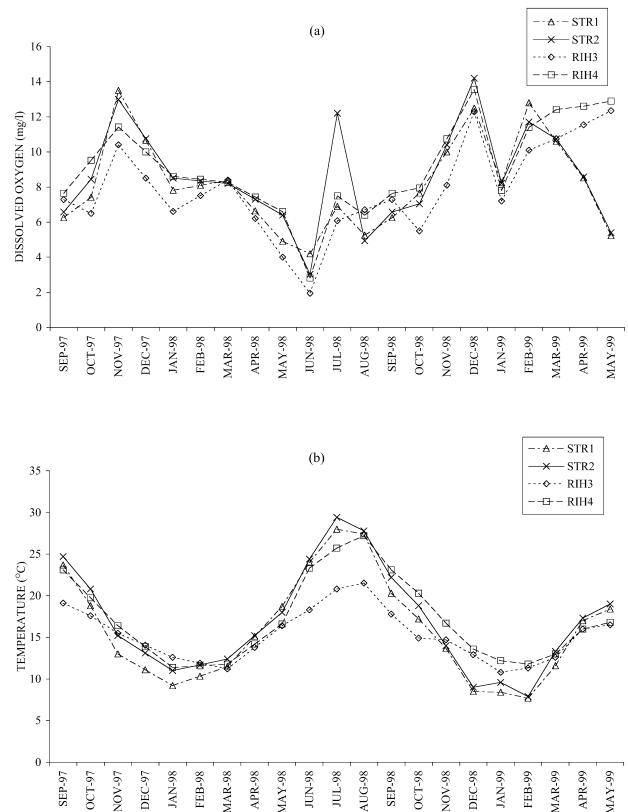 (a)
STR1
STR2
RIH3
RIH4
DISSOLVED OXYGEN (mg/l)
16
14
12
10
8
6
4
2
0
SEP-97
OCT-97
NOV-97
DEC-97
JAN-98
FEB-98
MAR-98
APR-98
MAY-98
JUN-98
JUL-98
AUG-98
SEP-98
OCT-98
NOV-98
DEC-98
JAN-99
FEB-99
MAR-99
APR-99
MAY-99
(b)
STR1
STR2
RIH3
RIH4
TEMPERATURE (°C)
35
30
25
20
15
10
5
0
SEP-97
OCT-97
NOV-97
DEC-97
JAN-98
FEB-98
MAR-98
APR-98
MAY-98
JUN-98
JUL-98
AUG-98
SEP-98
OCT-98
NOV-98
DEC-98
JAN-99
FEB-99
MAR-99
APR-99
MAY-99